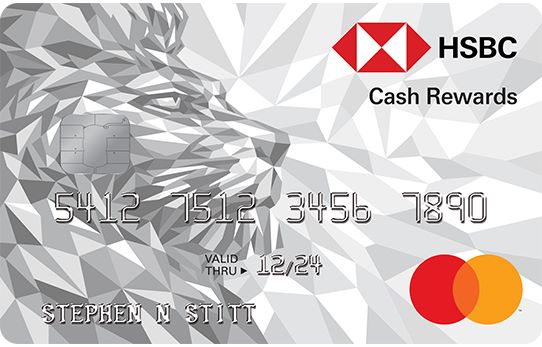 HSBC
Cash Rewards
5412 7512 3456 7890
VALID
THRU ► 12/24
STEPHEN N STITT